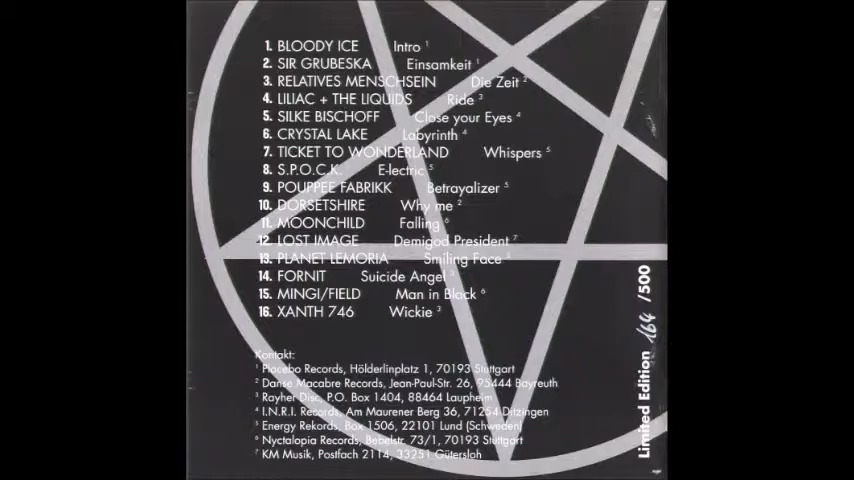 1. BLOODY ICE Intro ¹
2. SIR GRUBESKA Einsamkeit ¹
3. RELATIVES MENSCHSEIN Die Zeit ²
4. LILIAC + THE LIQUIDS Ride ³
5. SILKE BISCHOFF Close your Eyes ⁴
6. CRYSTAL LAKE Labyrinth ⁴
7. TICKET TO WONDERLAND Whispers ⁵
8. S.P.O.C.K. E-lectric ⁵
9. POUPPEE FABRIKK Betrayalizer ⁵
10. DORSETSHIRE Why me ²
11. MOONCHILD Falling ⁶
12. LOST IMAGE Demigod President ⁷
13. PLANET LEMORIA Smiling Face
14. FORNIT Suicide Angel
15. MINGI/FIELD Man in Black ⁶
16. XANTH 746 Wickie ³
Kontakt:
¹ Placebo Records, Hölderlinplatz 1, 70193 Stuttgart
² Danse Macabre Records, Jean-Paul-Str. 26, 95444 Bayreuth
³ Rayher Disc, P.O. Box 1404, 88464 Laupheim
⁴ I.N.R.I. Records, Am Maurener Berg 36, 71254 Ditzingen
⁵ Energy Rekords, Box 1506, 22101 Lund (Schweden)
⁶ Nyctalopia Records, Bebelstr. 73/1, 70193 Stuttgart
⁷ KM Musik, Postfach 2114, 33251 Gütersloh
Limited Edition 164 /500